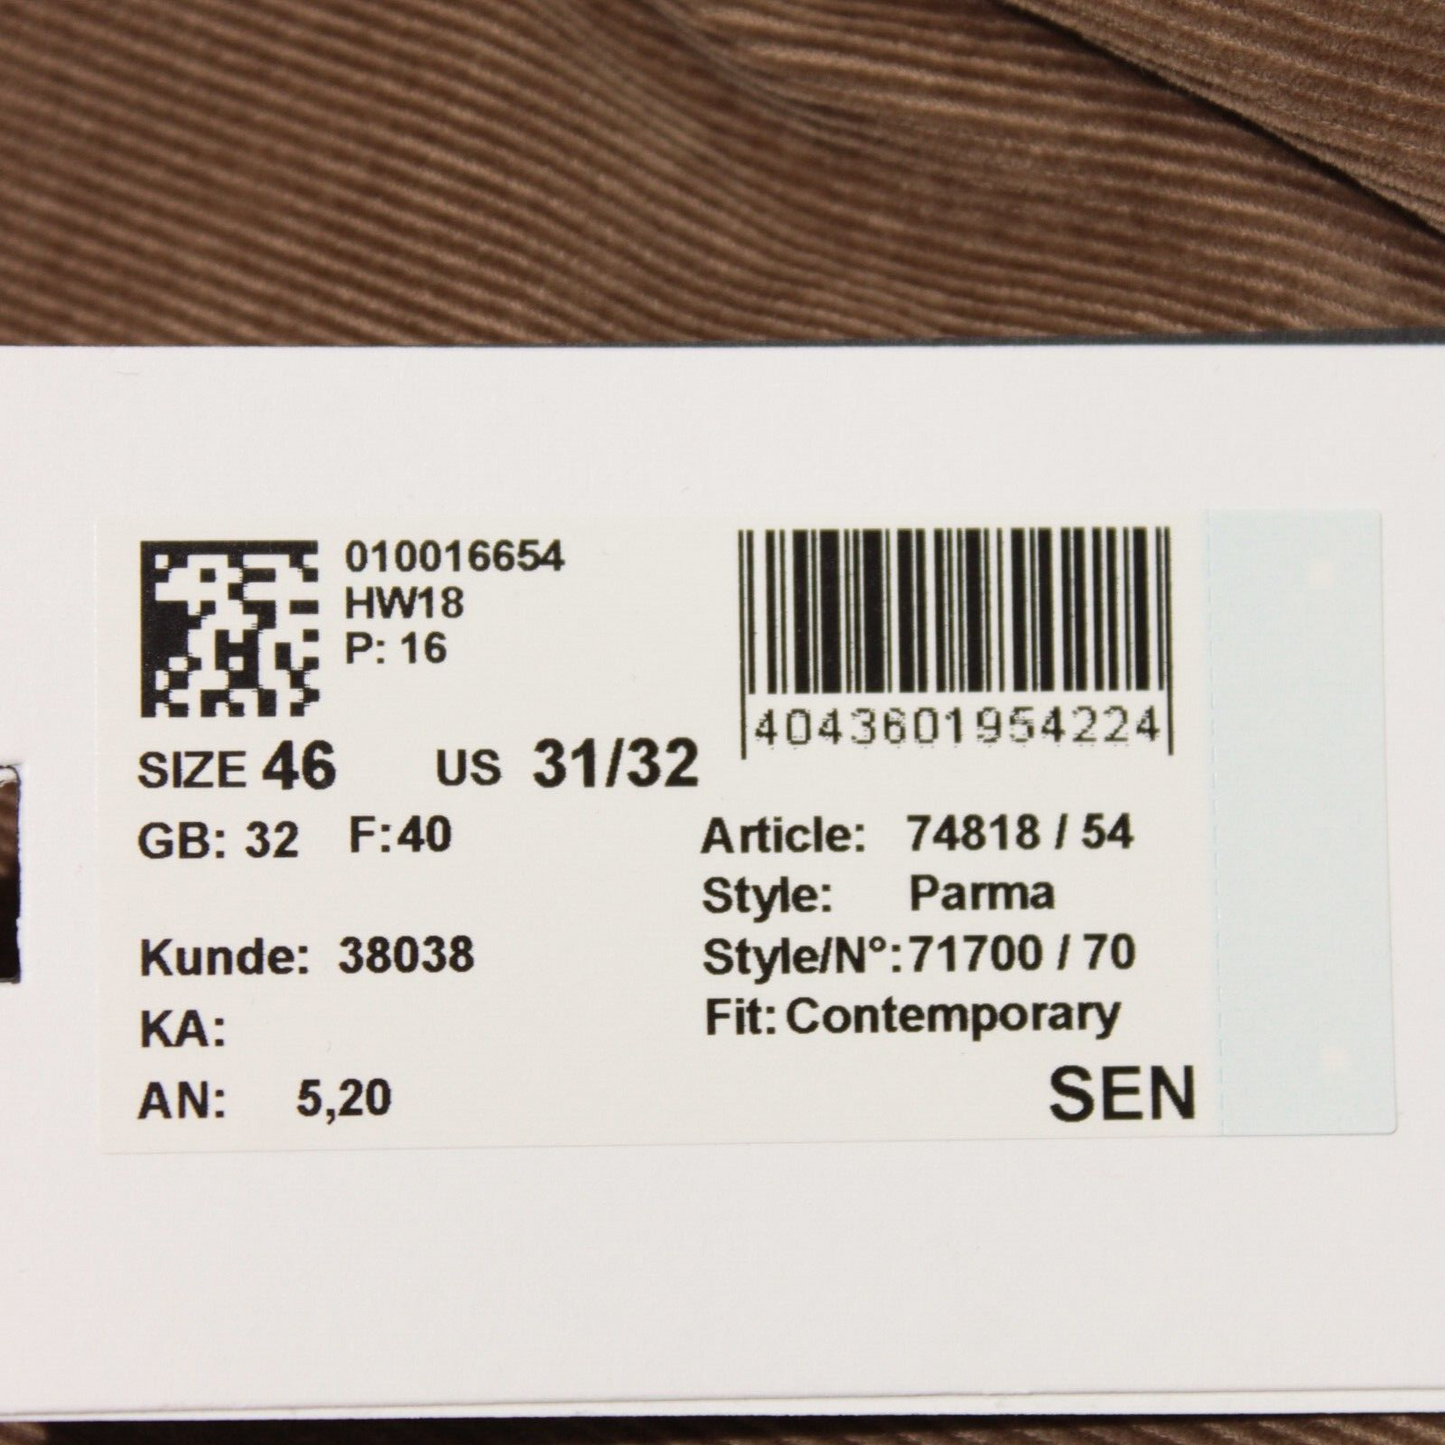 010016654
HW18
P: 16
4043601954224
SIZE 46 US 31/32
GB: 32 F:40
Kunde: 38038
KA:
AN: 5,20
Article: 74818 / 54
Style: Parma
Style/N°:71700 / 70
Fit: Contemporary
SEN